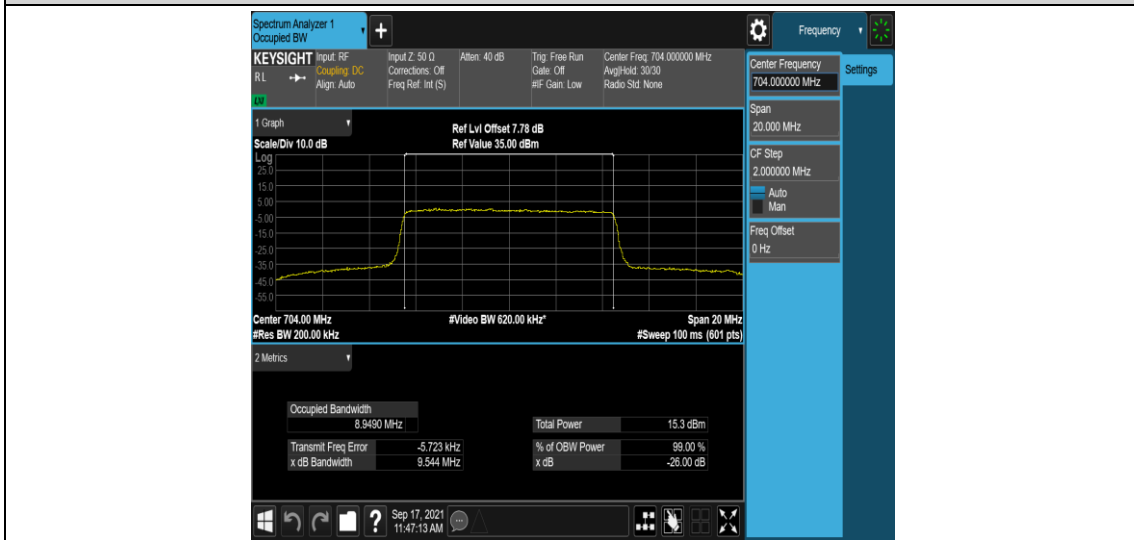 Spectrum Analyzer 1
Occupied BW
Frequency
KEYSIGHT Input: RF Input Z: 50 Ω Atten: 40 dB Trig: Free Run Center Freq: 704.000000 MHz
RL Coupling: DC Corrections: Off Gate: Off Avg|Hold: 30/30
Align: Auto Freq Ref: Int (S) #IF Gain: Low Radio Std: None
Center Frequency
704.000000 MHz
Settings
Span
20.000 MHz
CF Step
2.000000 MHz
Auto
Man
Freq Offset
0 Hz
1 Graph
Ref Lvl Offset 7.78 dB
Scale/Div 10.0 dB Ref Value 35.00 dBm
Log
25.0
15.0
5.00
-5.00
-15.0
-25.0
-35.0
-45.0
-55.0
Center 704.00 MHz #Video BW 620.00 kHz* Span 20 MHz
#Res BW 200.00 kHz #Sweep 100 ms (601 pts)
2 Metrics
Occupied Bandwidth
8.9490 MHz
Total Power 15.3 dBm
Transmit Freq Error -5.723 kHz % of OBW Power 99.00 %
x dB Bandwidth 9.544 MHz x dB -26.00 dB
Sep 17, 2021
11:47:13 AM